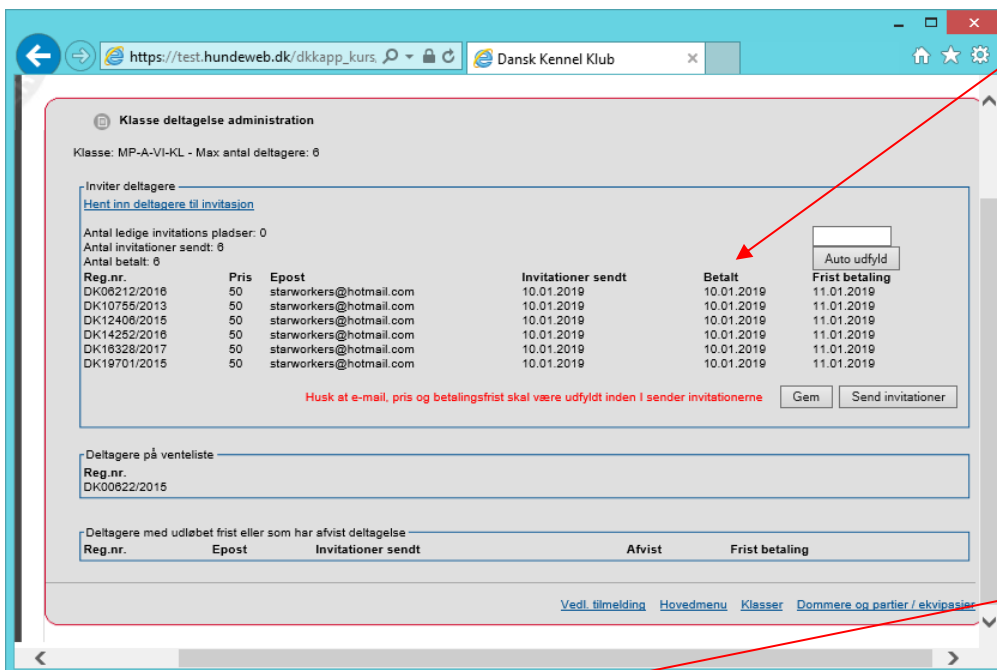 https://test.hundeweb.dk/dkkapp_kurs, Dansk Kennel Klub
Klasse deltagelse administration
Klasse: MP-A-VI-KL - Max antal deltagere: 6
Inviter deltagere
Hent inn deltagere til invitasjon
Antal ledige invitations pladser: 0
Antal invitationer sendt: 6
Antal betalt: 6
Auto udfyld
Reg.nr. Pris Epost Invitationer sendt Betalt Frist betaling
DK06212/2016 50 starworkers@hotmail.com 10.01.2019 10.01.2019 11.01.2019
DK10755/2013 50 starworkers@hotmail.com 10.01.2019 10.01.2019 11.01.2019
DK12406/2015 50 starworkers@hotmail.com 10.01.2019 10.01.2019 11.01.2019
DK14252/2016 50 starworkers@hotmail.com 10.01.2019 10.01.2019 11.01.2019
DK16328/2017 50 starworkers@hotmail.com 10.01.2019 10.01.2019 11.01.2019
DK19701/2015 50 starworkers@hotmail.com 10.01.2019 10.01.2019 11.01.2019
Husk at e-mail, pris og betalingsfrist skal være udfyldt inden I sender invitationerne Gem Send invitationer
Deltagere på venteliste
Reg.nr.
DK00622/2015
Deltagere med udløbet frist eller som har afvist deltagelse
Reg.nr. Epost Invitationer sendt Afvist Frist betaling
Vedl. tilmelding Hovedmenu Klasser Dommere og partier / ekvipasjer